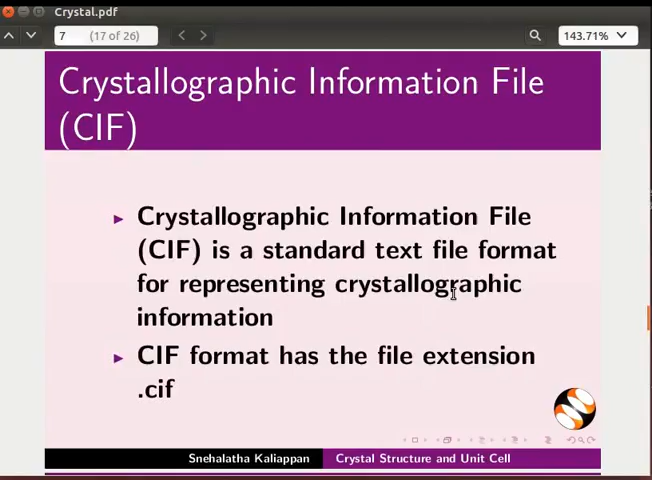 Crystal.pdf
7 (17 of 26) 143.71%
Crystallographic Information File
(CIF)
Crystallographic Information File
(CIF) is a standard text file format
for representing crystallographic
information
CIF format has the file extension
.cif
Snehalatha Kaliappan Crystal Structure and Unit Cell